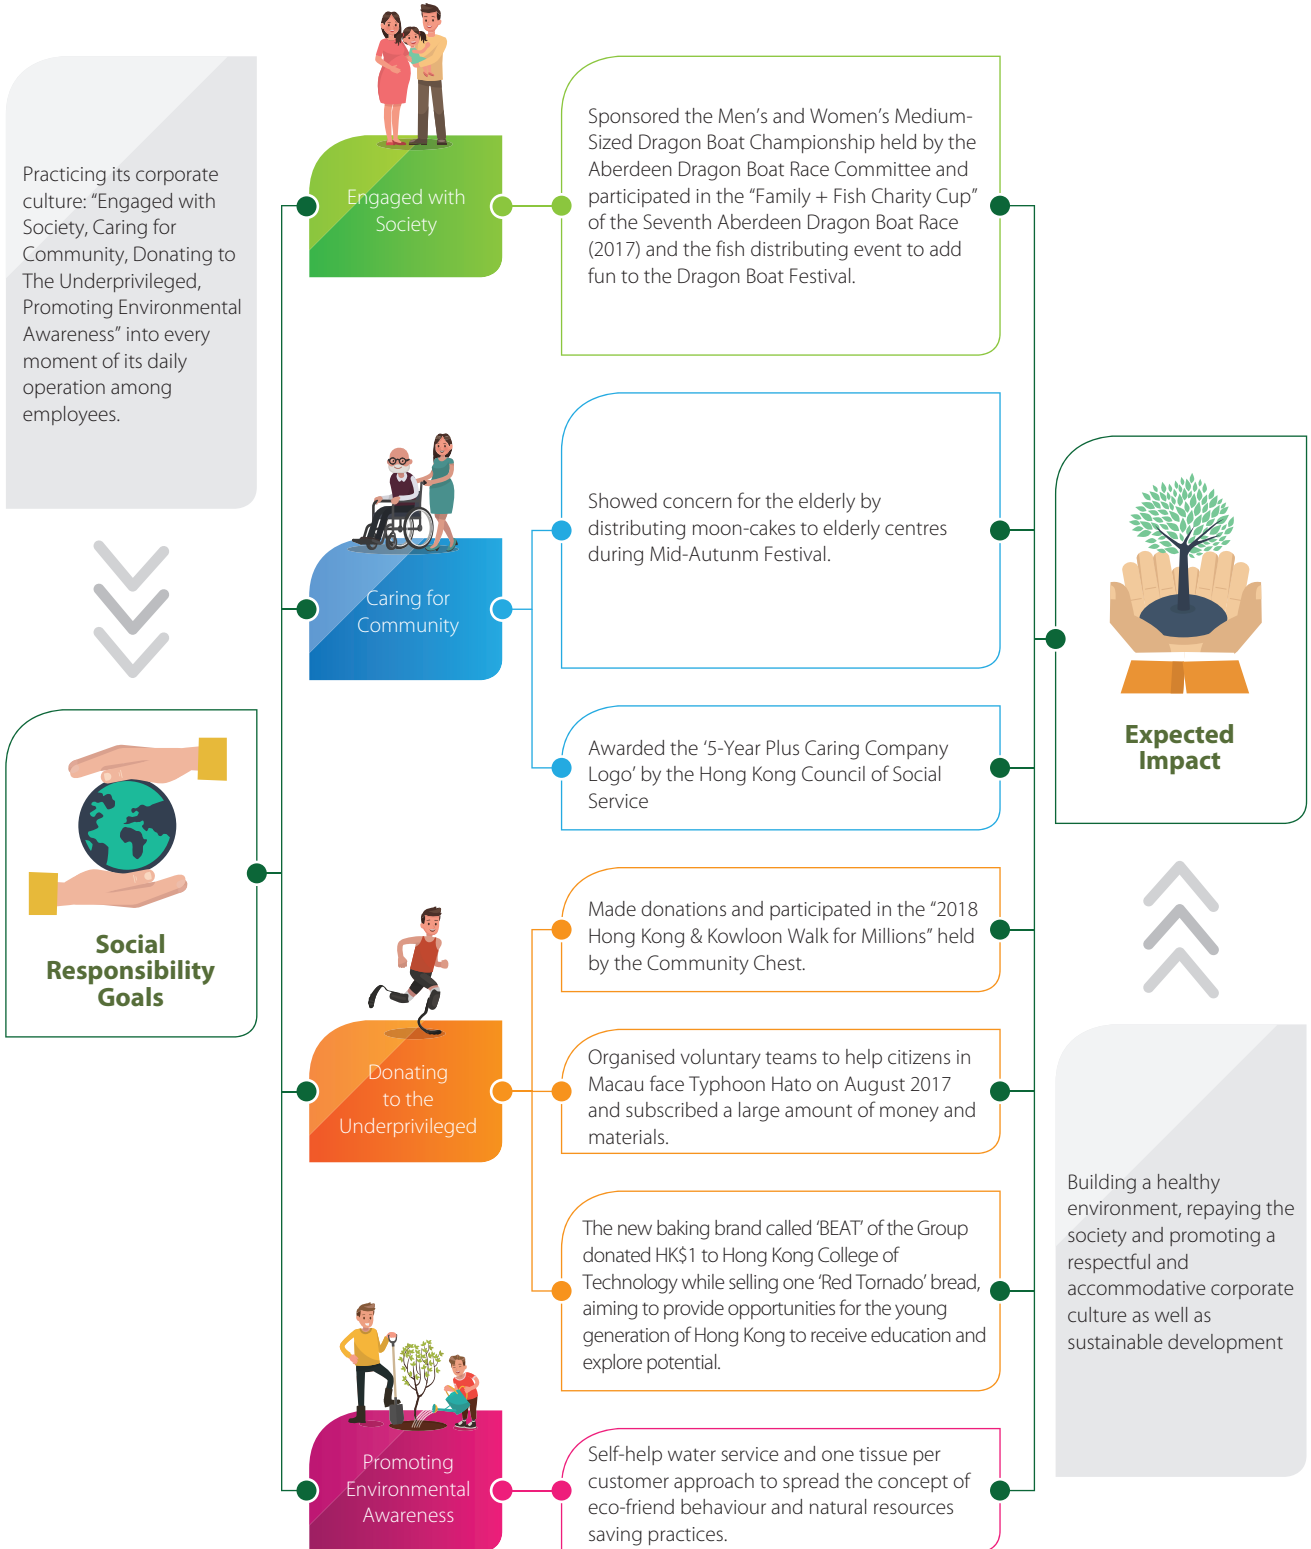 Practicing its corporate
culture: “Engaged with
Society, Caring for
Community, Donating to
The Underprivileged,
Promoting Environmental
Awareness” into every
moment of its daily
operation among
employees.
Social
Responsibility
Goals
Engaged with
Society
Sponsored the Men’s and Women’s Medium-
Sized Dragon Boat Championship held by the
Aberdeen Dragon Boat Race Committee and
participated in the “Family + Fish Charity Cup”
of the Seventh Aberdeen Dragon Boat Race
(2017) and the fish distributing event to add
fun to the Dragon Boat Festival.
Caring for
Community
Showed concern for the elderly by
distributing moon-cakes to elderly centres
during Mid-Autunm Festival.
Awarded the ‘5-Year Plus Caring Company
Logo’ by the Hong Kong Council of Social
Service
Donating
to the
Underprivileged
Made donations and participated in the “2018
Hong Kong & Kowloon Walk for Millions” held
by the Community Chest.
Organised voluntary teams to help citizens in
Macau face Typhoon Hato on August 2017
and subscribed a large amount of money and
materials.
The new baking brand called ‘BEAT’ of the Group
donated HK$1 to Hong Kong College of
Technology while selling one ‘Red Tornado’ bread,
aiming to provide opportunities for the young
generation of Hong Kong to receive education and
explore potential.
Promoting
Environmental
Awareness
Self-help water service and one tissue per
customer approach to spread the concept of
eco-friend behaviour and natural resources
saving practices.
Expected
Impact
Building a healthy
environment, repaying the
society and promoting a
respectful and
accommodative corporate
culture as well as
sustainable development